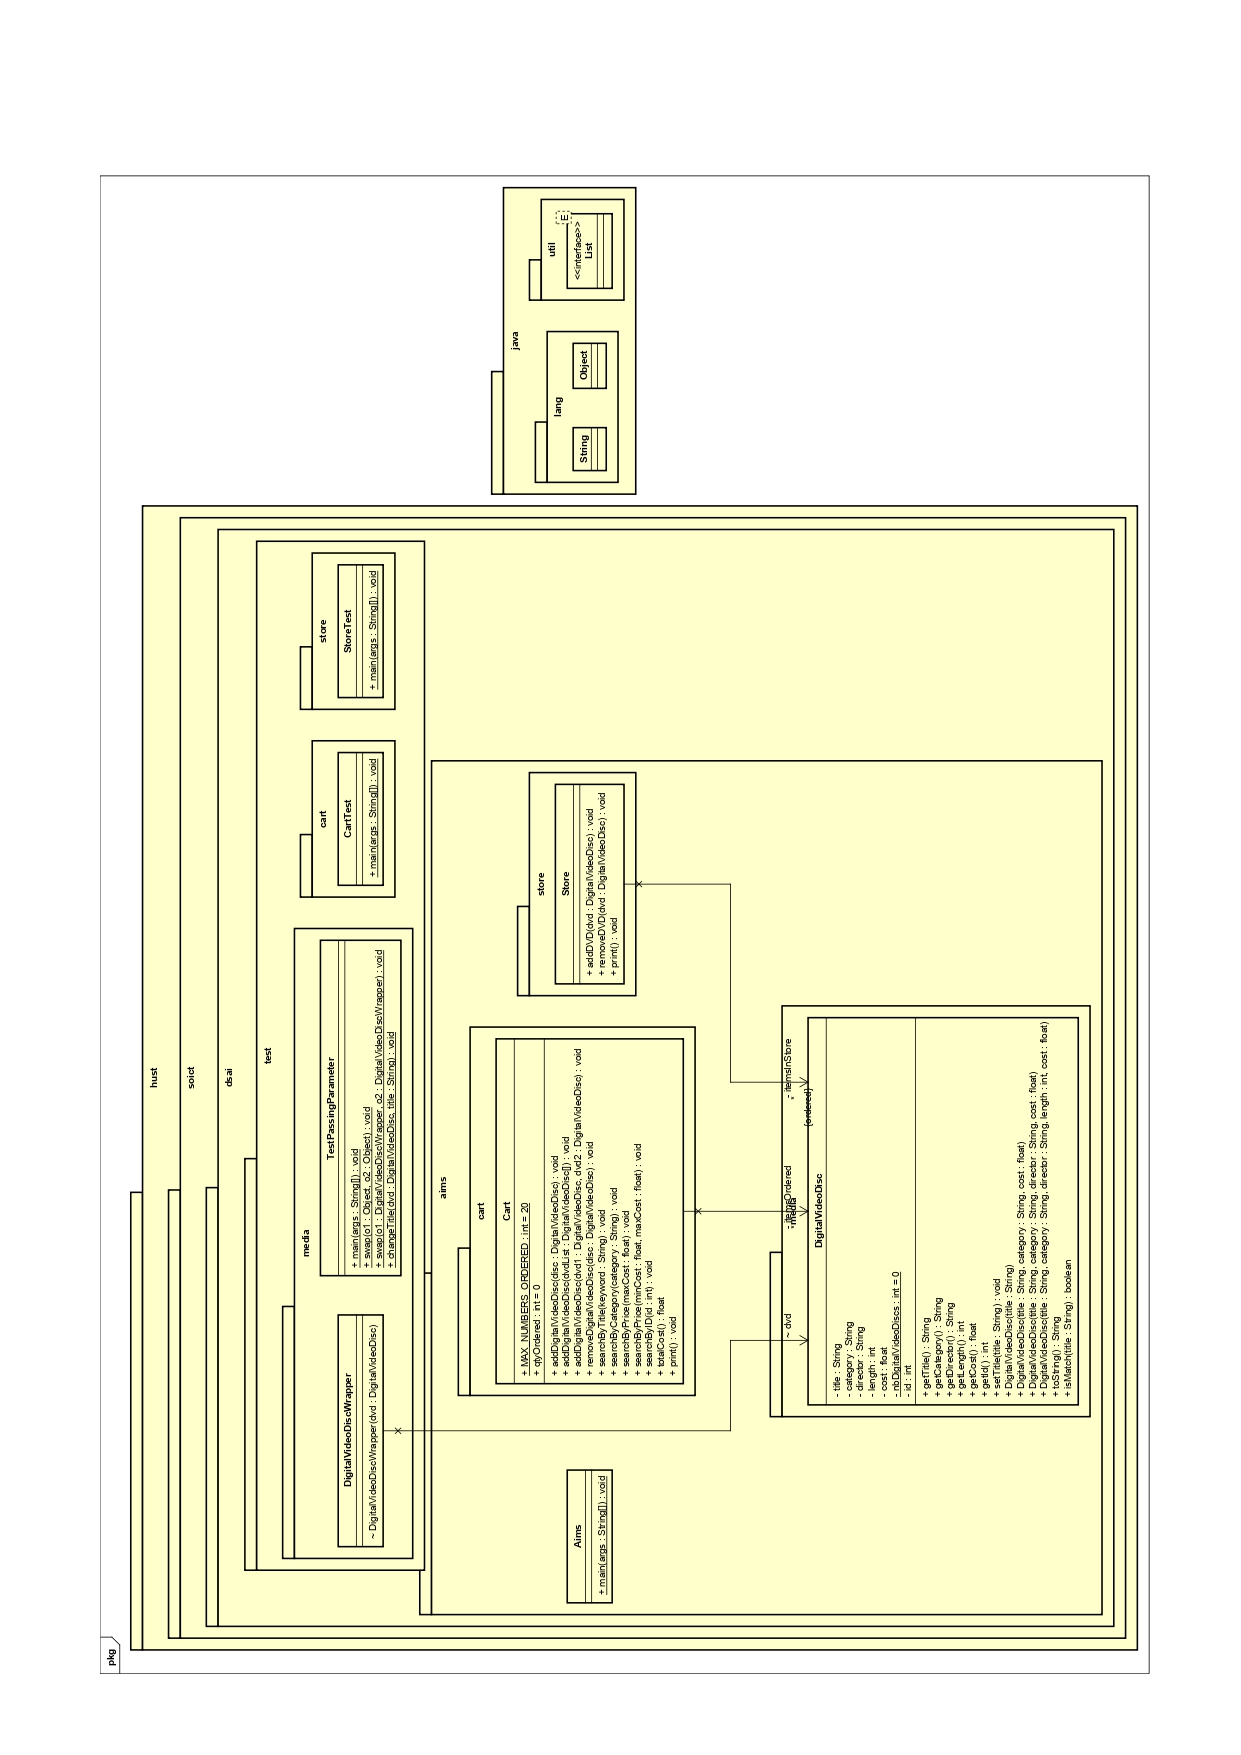 pkg
hust
soict
dsai
test
media
DigitalVideoDiscWrapper
~ DigitalVideoDiscWrapper(dvd : DigitalVideoDisc)
TestPassingParameter
+ main(args : String[]) : void
+ swap(o1 : Object, o2 : Object) : void
+ swap(o1 : DigitalVideoDiscWrapper, o2 : DigitalVideoDiscWrapper) : void
+ changeTitle(dvd : DigitalVideoDisc, title : String) : void
cart
CartTest
+ main(args : String[]) : void
store
StoreTest
+ main(args : String[]) : void
aims
Aims
+ main(args : String[]) : void
cart
Cart
+ MAX_NUMBERS_ORDERED : int = 20
+ qtyOrdered : int = 0
+ addDigitalVideoDisc(disc : DigitalVideoDisc) : void
+ addDigitalVideoDisc(dvdList : DigitalVideoDisc[]) : void
+ addDigitalVideoDisc(dvd1 : DigitalVideoDisc, dvd2 : DigitalVideoDisc) : void
+ removeDigitalVideoDisc(disc : DigitalVideoDisc) : void
+ searchByTitle(keyword : String) : void
+ searchByCategory(category : String) : void
+ searchByPrice(maxCost : float) : void
+ searchByPrice(minCost : float, maxCost : float) : void
+ searchByID(id : int) : void
+ totalCost() : float
+ print() : void
store
Store
+ addDVD(dvd : DigitalVideoDisc) : void
+ removeDVD(dvd : DigitalVideoDisc) : void
+ print() : void
java
lang
String
Object
util
E
<<interface>>
List
~ dvd
- itemsOrdered
*
- itemsInStore
*
{ordered}
media
DigitalVideoDisc
- title : String
- category : String
- director : String
- length : int
- cost : float
- nbDigitalVideoDiscs : int = 0
- id : int
+ getTitle() : String
+ getCategory() : String
+ getDirector() : String
+ getLength() : int
+ getCost() : float
+ getId() : int
+ setTitle(title : String) : void
+ DigitalVideoDisc(title : String)
+ DigitalVideoDisc(title : String, category : String, cost : float)
+ DigitalVideoDisc(title : String, category : String, director : String, cost : float)
+ DigitalVideoDisc(title : String, category : String, director : String, length : int, cost : float)
+ toString() : String
+ isMatch(title : String) : boolean